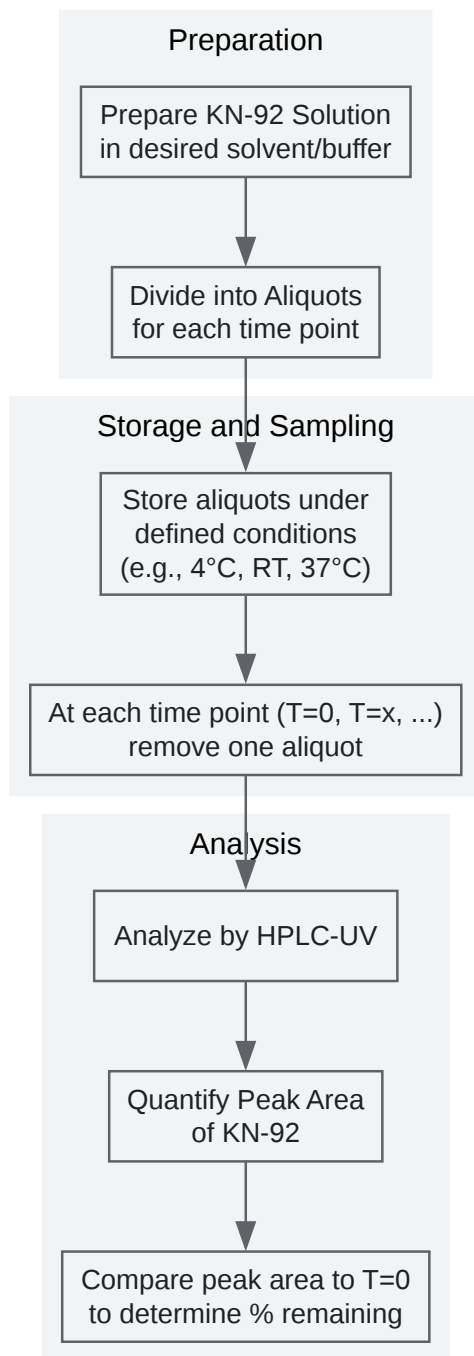 Preparation
Prepare KN-92 Solution
in desired solvent/buffer
Divide into Aliquots
for each time point
Storage and Sampling
Store aliquots under
defined conditions
(e.g., 4°C, RT, 37°C)
At each time point (T=0, T=x, ...)
remove one aliquot
Analysis
Analyze by HPLC-UV
Quantify Peak Area
of KN-92
Compare peak area to T=0
to determine % remaining